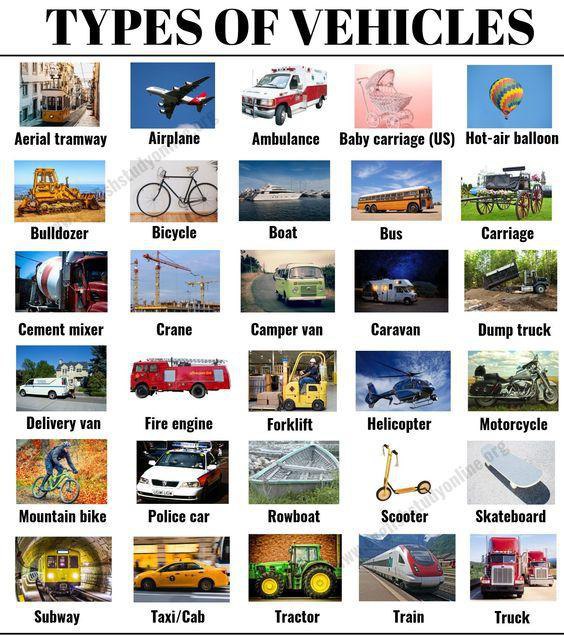 TYPES OF VEHICLES
Aerial tramway
Airplane
Ambulance
Baby carriage (US)
Hot-air balloon
Bulldozer
Bicycle
Boat
Bus
Carriage
Cement mixer
Crane
Camper van
Caravan
Dump truck
Delivery van
Fire engine
Forklift
Helicopter
Motorcycle
Mountain bike
Police car
Rowboat
Scooter
Skateboard
Subway
Taxi/Cab
Tractor
Train
Truck